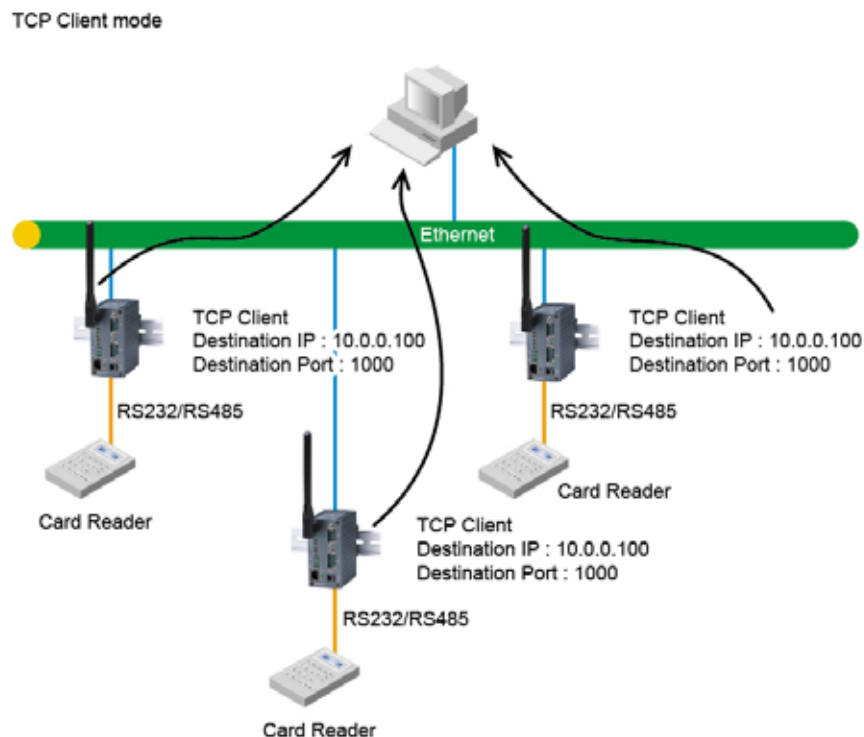 TCP Client mode
Ethernet
TCP Client
Destination IP : 10.0.0.100
Destination Port : 1000
RS232/RS485
Card Reader
TCP Client
Destination IP : 10.0.0.100
Destination Port : 1000
RS232/RS485
Card Reader
TCP Client
Destination IP : 10.0.0.100
Destination Port : 1000
RS232/RS485
Card Reader